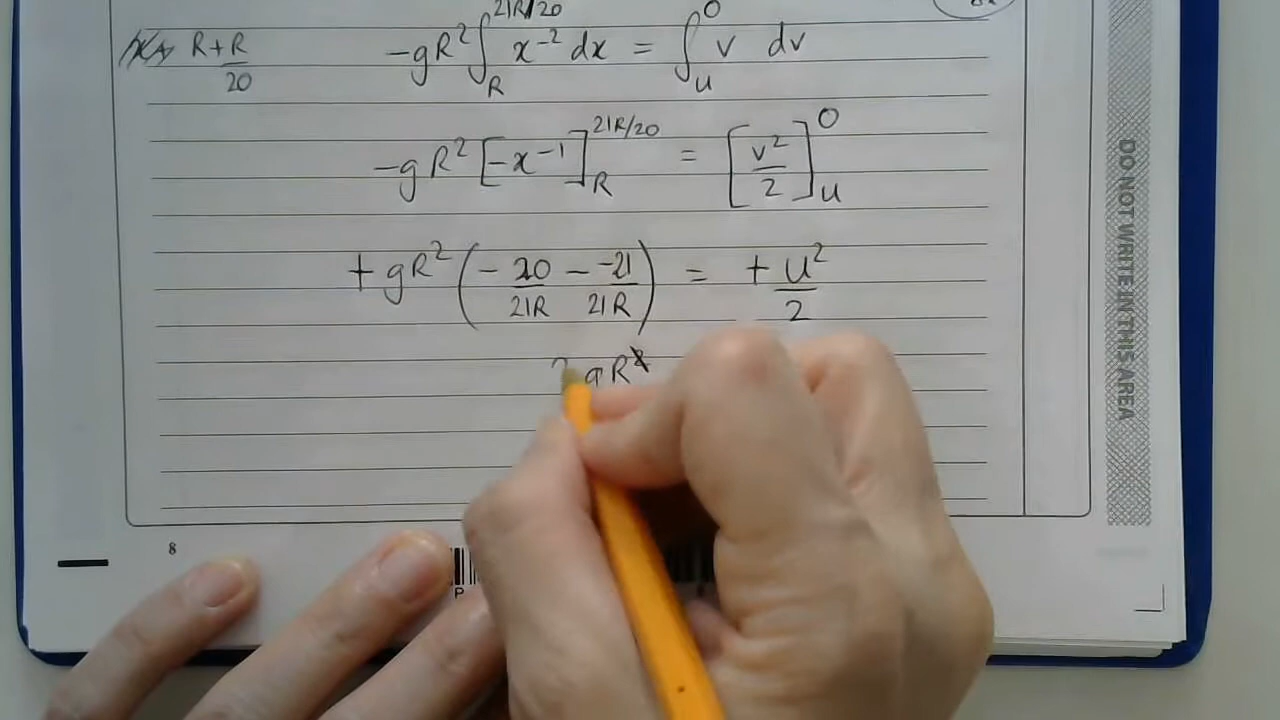 R + R/20
-gR² ∫_R^{21R/20} x⁻² dx = ∫_U^0 v dv
-gR² [-x⁻¹]_R^{21R/20} = [v²/2]_U^0
+gR² (-20/21R - -21/21R) = +U²/2
gR²
8
P
DO NOT WRITE IN THIS AREA